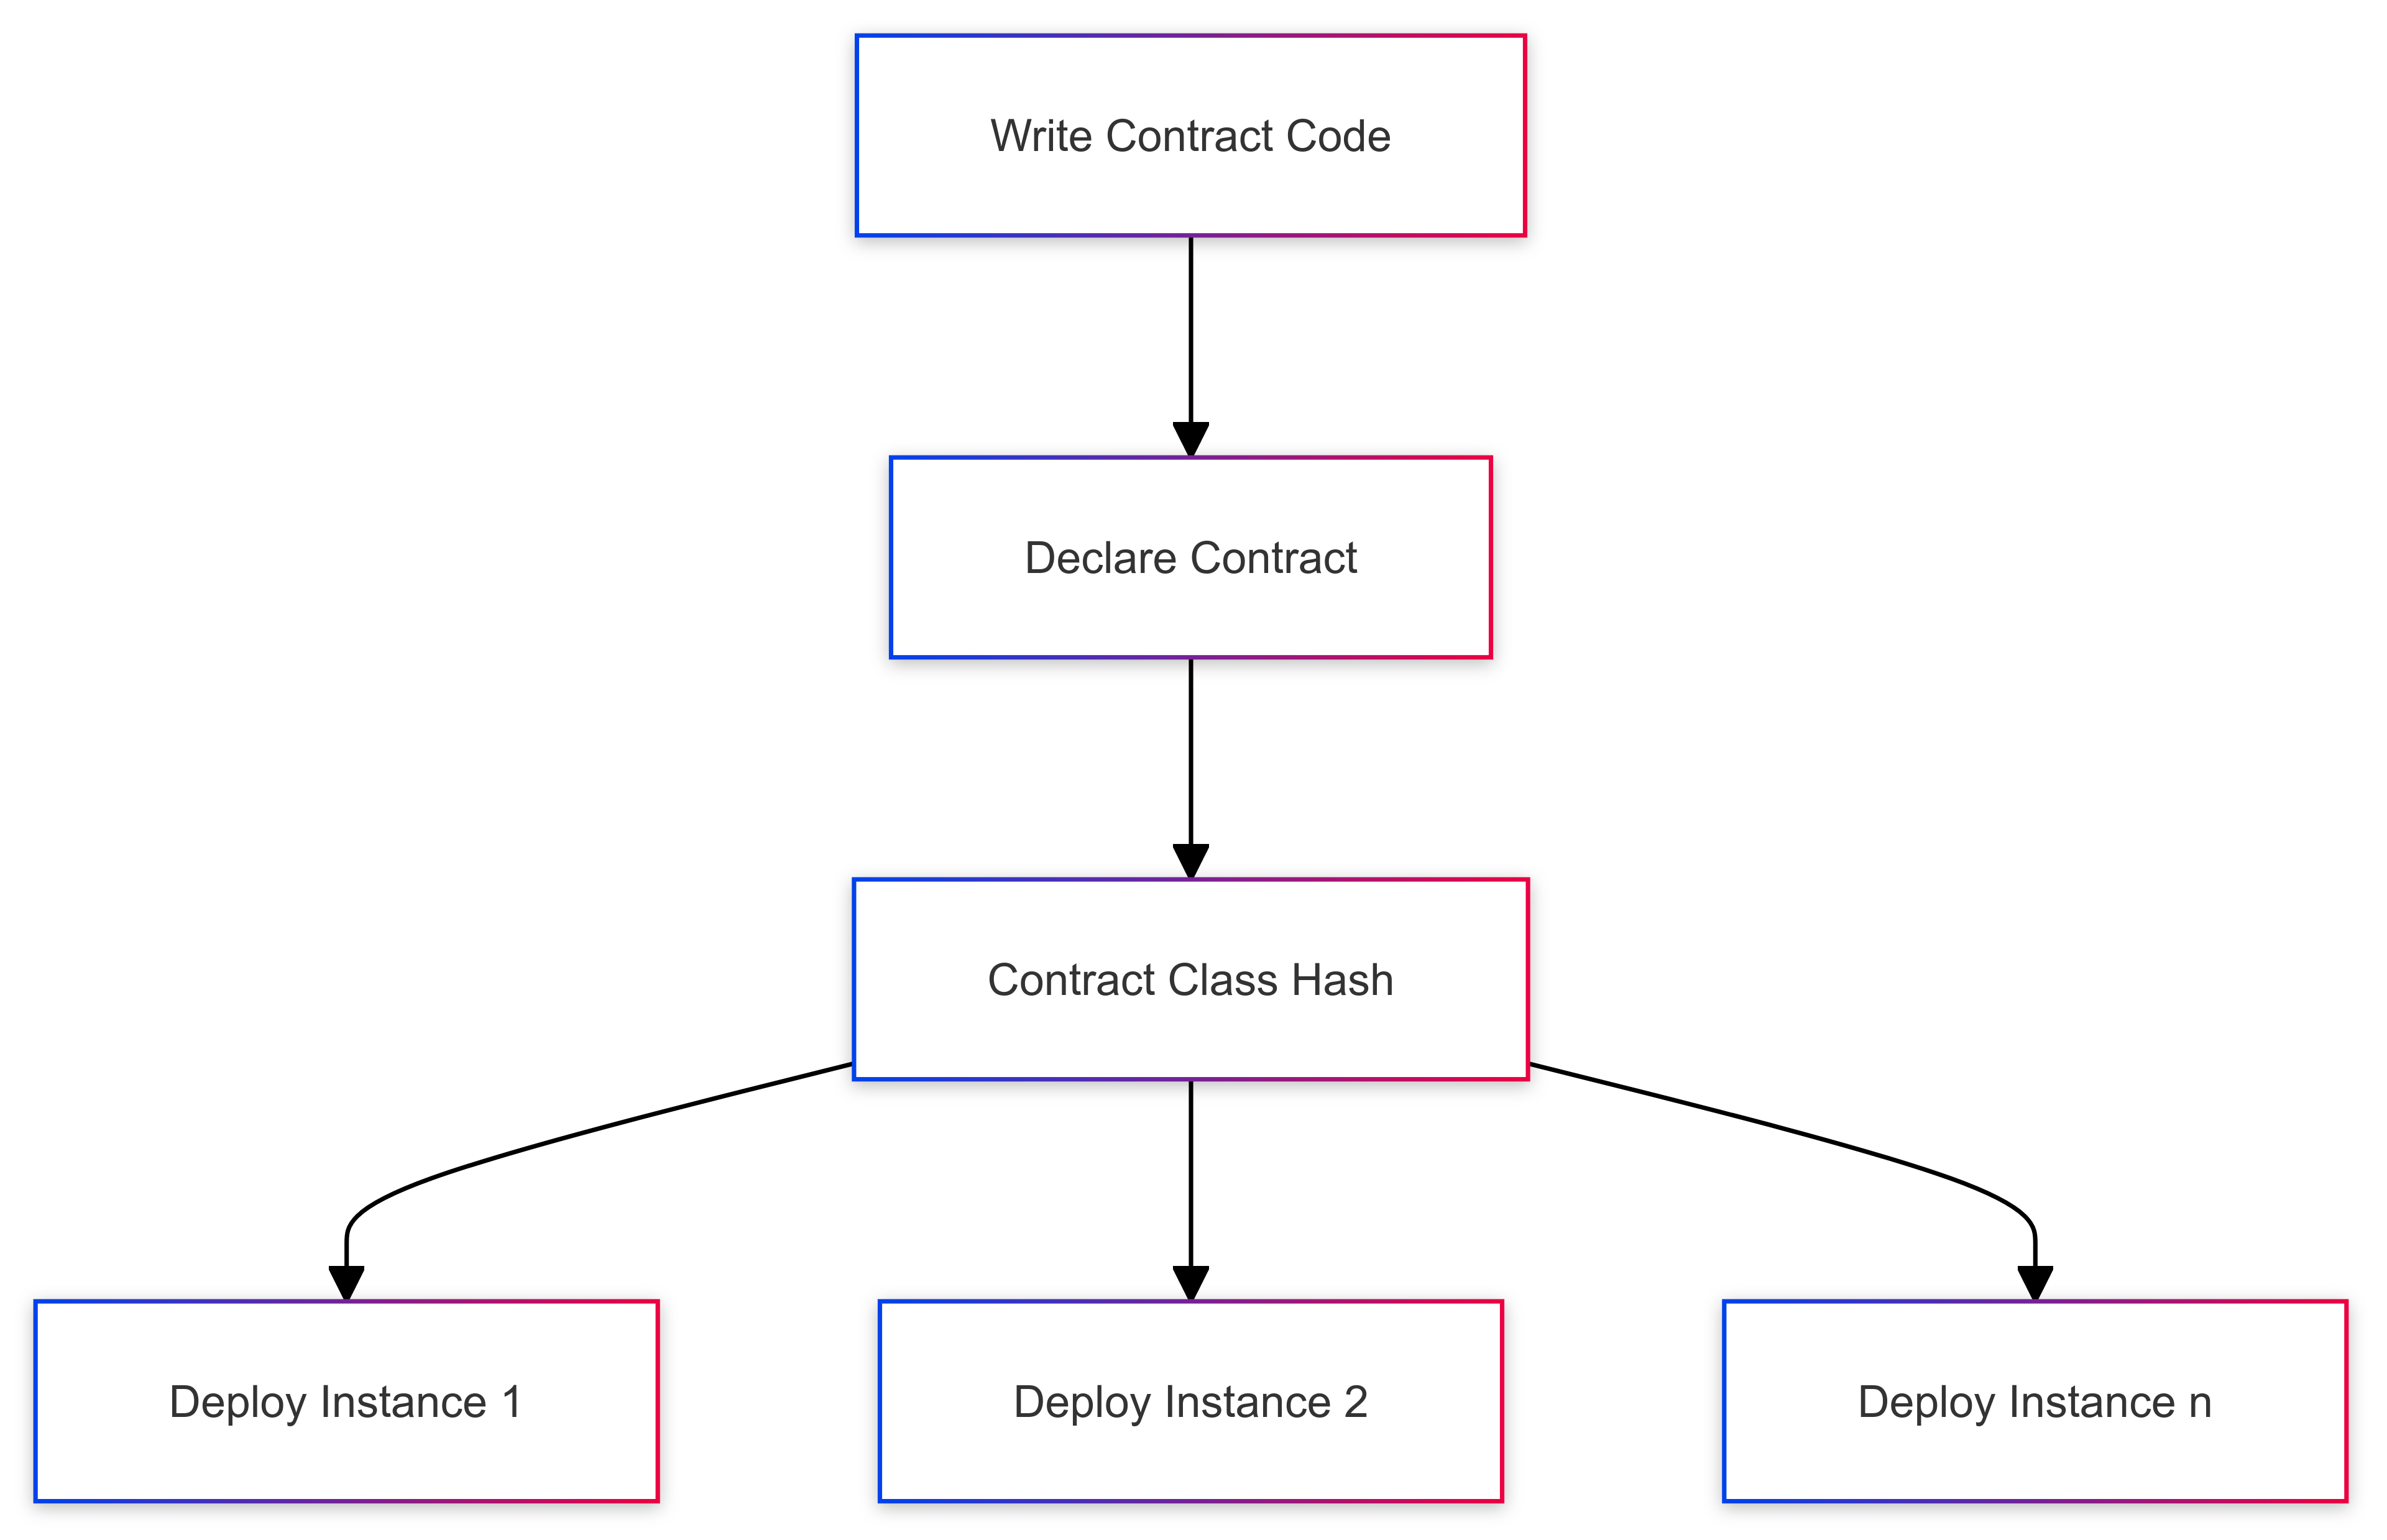 Write Contract Code
Declare Contract
Contract Class Hash
Deploy Instance 1
Deploy Instance 2
Deploy Instance n